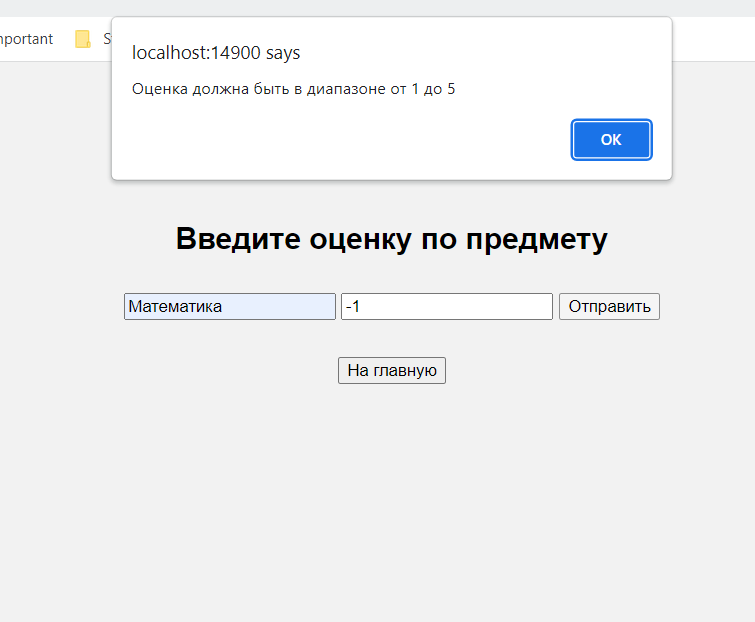 S
localhost:14900 says
Оценка должна быть в диапазоне от 1 до 5
OK
Введите оценку по предмету
Математика -1 Отправить
На главную